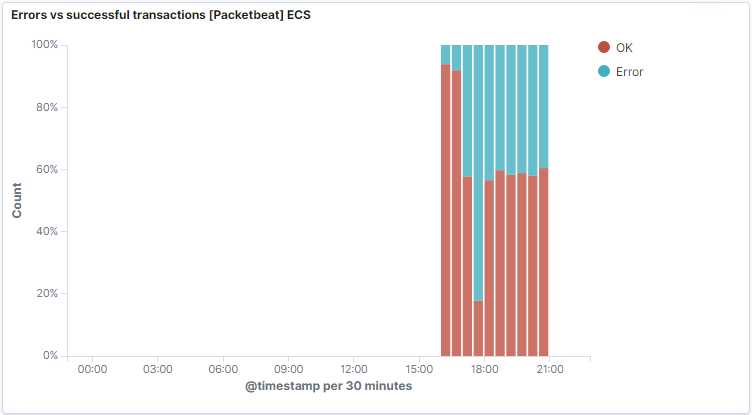 Errors vs successful transactions [Packetbeat] ECS
100%
80%
60%
40%
20%
0%
Count
00:00 03:00 06:00 09:00 12:00 15:00 18:00 21:00
@timestamp per 30 minutes
OK
Error